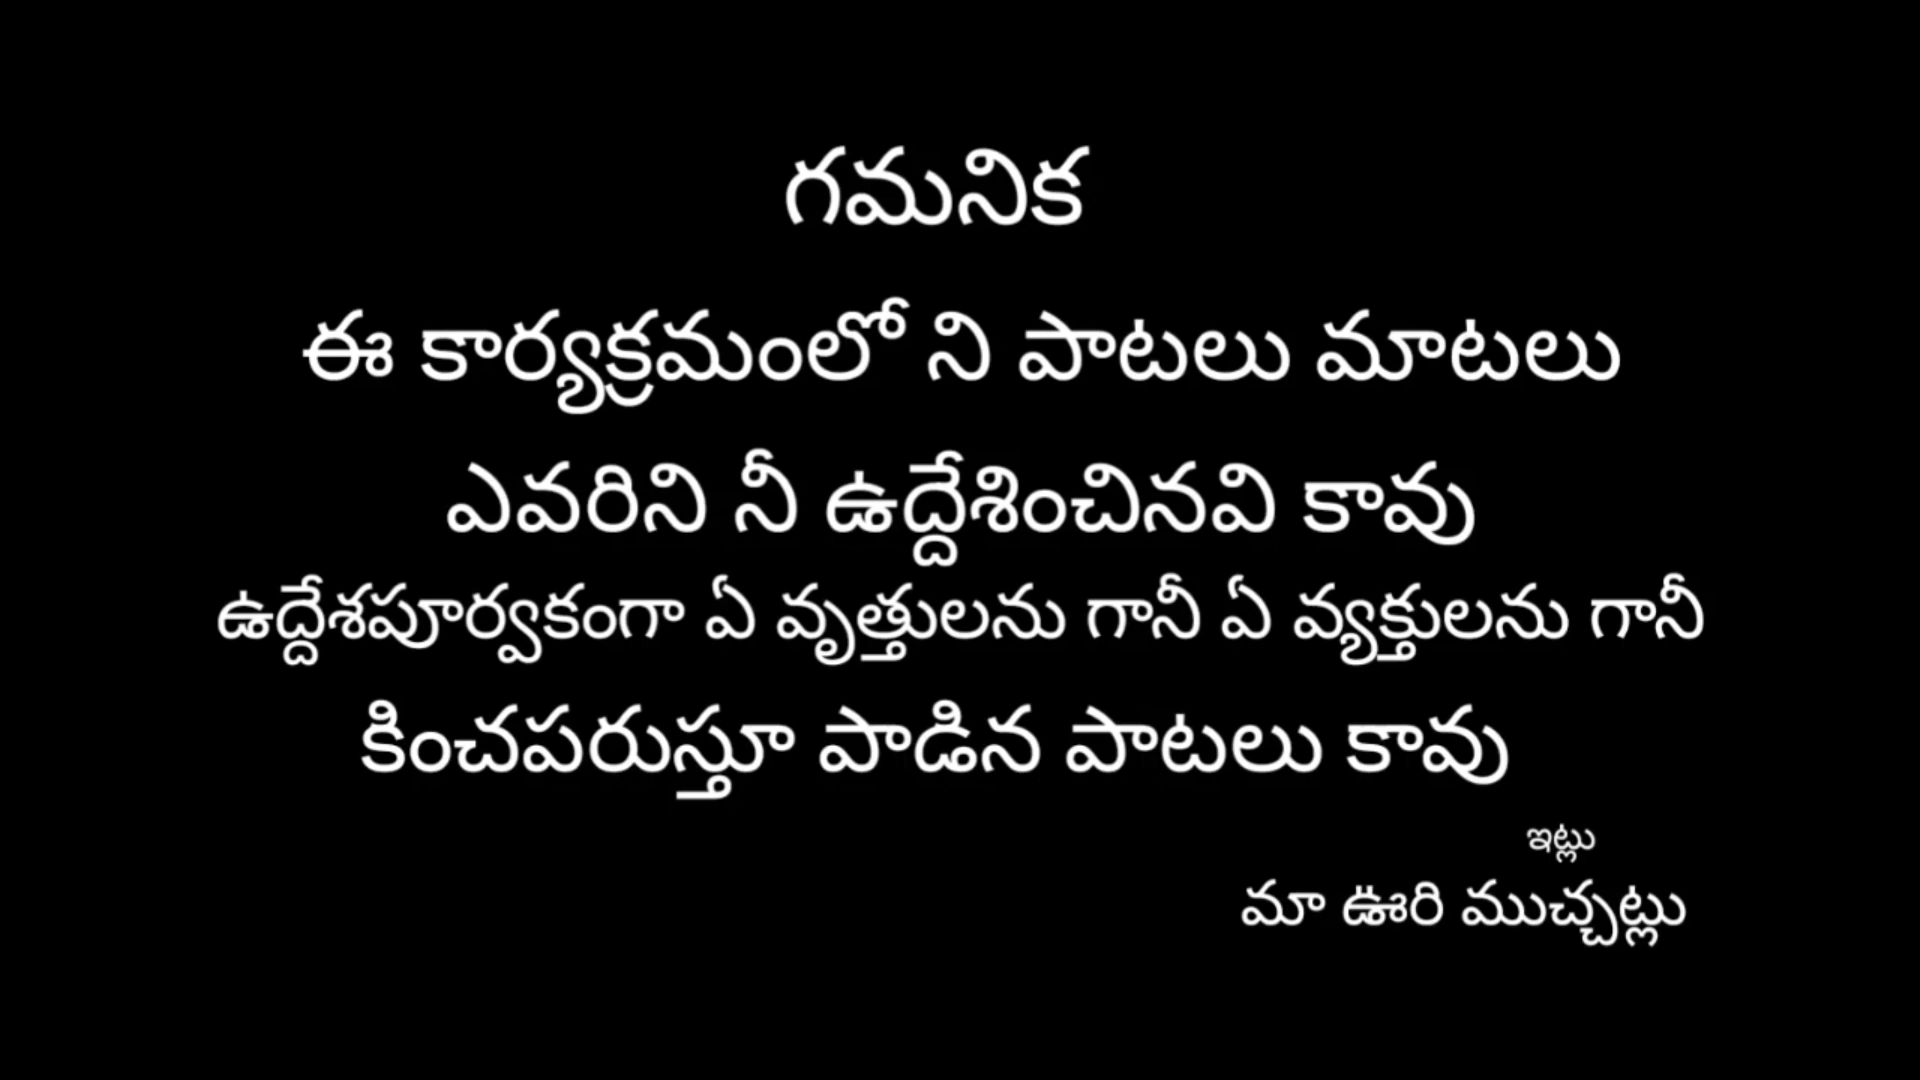 గమనిక
ఈ కార్యక్రమంలో ని పాటలు మాటలు
ఎవరిని నీ ఉద్దేశించినవి కావు
ఉద్దేశపూర్వకంగా ఏ వృత్తులను గానీ ఏ వ్యక్తులను గానీ
కించపరుస్తూ పాడిన పాటలు కావు
ఇట్లు
మా ఊరి ముచ్చట్లు